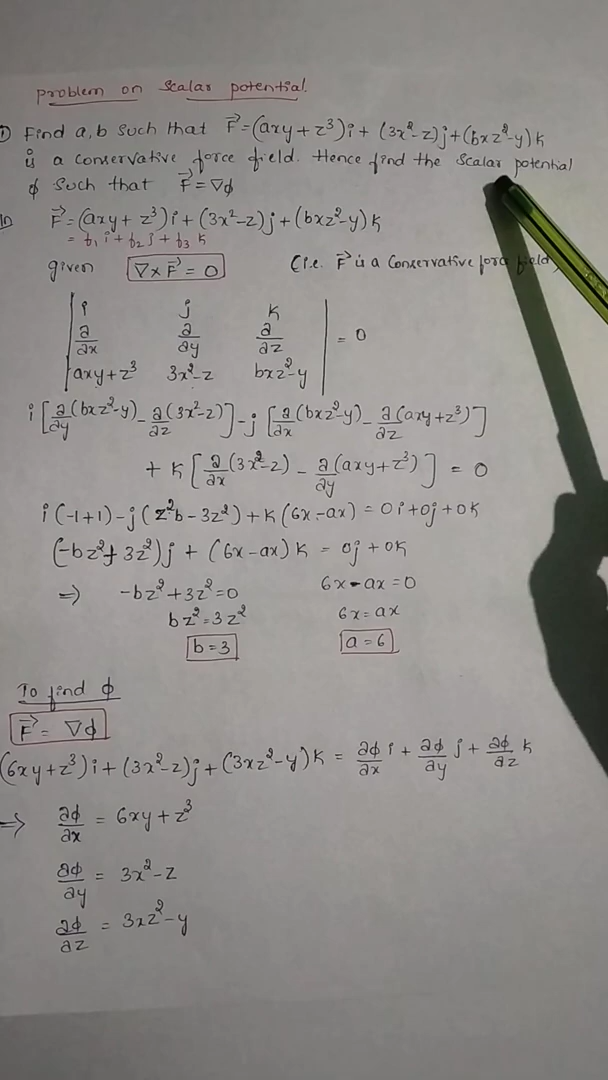 problem on scalar potential.
① Find a, b such that F⃗ = (axy + z³)i + (3x² - z)j + (bxz² - y)k
is a conservative force field. Hence find the scalar potential
ϕ such that F⃗ = ∇ϕ
F⃗ = (axy + z³)i + (3x² - z)j + (bxz² - y)k
= f₁ i + f₂ j + f₃ k
given ∇×F⃗ = 0 (i.e. F⃗ is a conservative force field)
| i j k |
| ∂/∂x ∂/∂y ∂/∂z | = 0
| axy + z³ 3x² - z bxz² - y |
i[∂/∂y (bxz² - y) - ∂/∂z (3x² - z)] - j[∂/∂x (bxz² - y) - ∂/∂z (axy + z³)]
+ k[∂/∂x (3x² - z) - ∂/∂y (axy + z³)] = 0
i(-1+1) - j(z²b - 3z²) + k(6x - ax) = 0i + 0j + 0k
(-bz² + 3z²)j + (6x - ax)k = 0j + 0k
⇒ -bz² + 3z² = 0 6x - ax = 0
bz² = 3z² 6x = ax
b = 3 a = 6
To find ϕ
F⃗ = ∇ϕ
(6xy + z³)i + (3x² - z)j + (3xz² - y)k = ∂ϕ/∂x i + ∂ϕ/∂y j + ∂ϕ/∂z k
⇒ ∂ϕ/∂x = 6xy + z³
∂ϕ/∂y = 3x² - z
∂ϕ/∂z = 3xz² - y